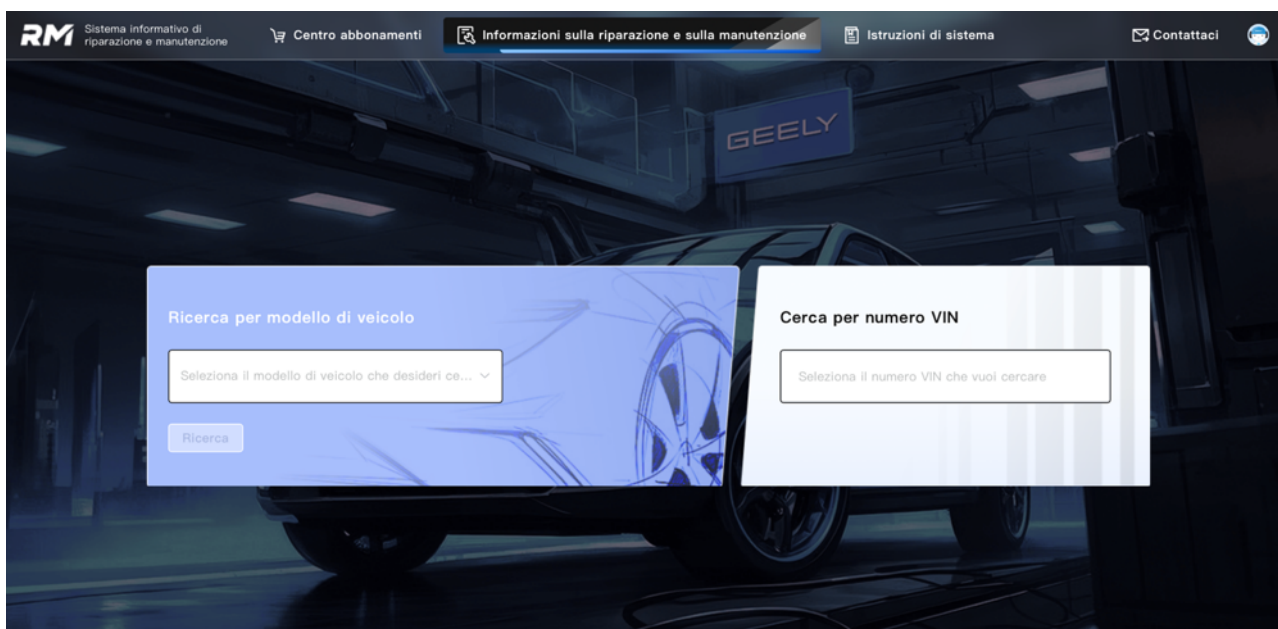 RM
Sistema informativo di
riparazione e manutenzione
Centro abbonamenti
Informazioni sulla riparazione e sulla manutenzione
Istruzioni di sistema
Contattaci
GEELY
Ricerca per modello di veicolo
Seleziona il modello di veicolo che desideri ce...
Ricerca
Cerca per numero VIN
Seleziona il numero VIN che vuoi cercare